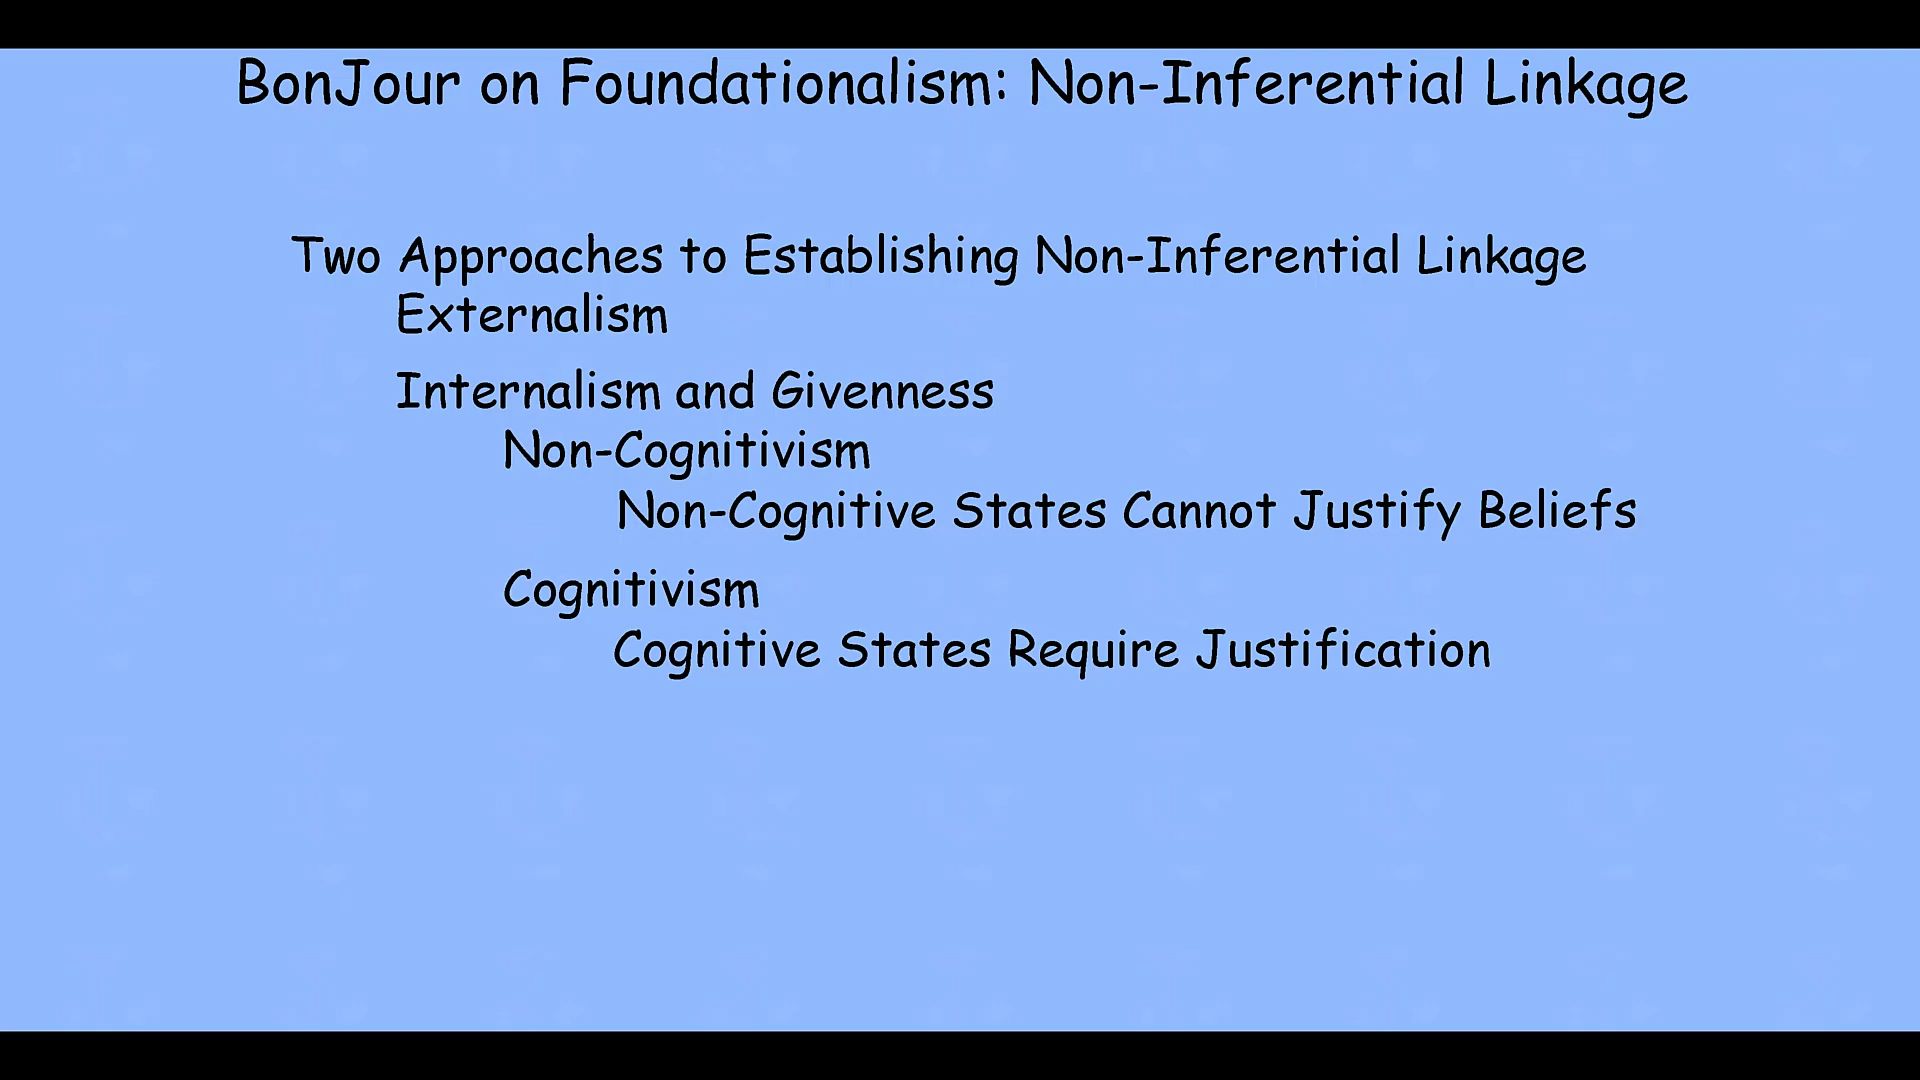 BonJour on Foundationalism: Non-Inferential Linkage
Two Approaches to Establishing Non-Inferential Linkage
Externalism
Internalism and Givenness
Non-Cognitivism
Non-Cognitive States Cannot Justify Beliefs
Cognitivism
Cognitive States Require Justification